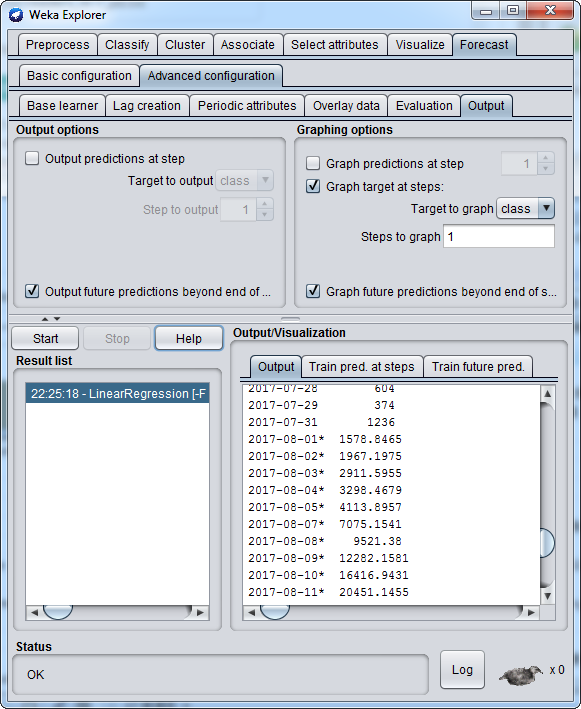 Weka Explorer
Preprocess Classify Cluster Associate Select attributes Visualize Forecast
Basic configuration Advanced configuration
Base learner Lag creation Periodic attributes Overlay data Evaluation Output
Output options
Output predictions at step
Target to output class
Step to output 1
Output future predictions beyond end of ...
Graphing options
Graph predictions at step 1
Graph target at steps:
Target to graph class
Steps to graph 1
Graph future predictions beyond end of s...
Start Stop Help
Result list
22:25:18 - LinearRegression [-F
Output/Visualization
Output Train pred. at steps Train future pred.
2017-07-28 604
2017-07-29 374
2017-07-31 1236
2017-08-01* 1578.8465
2017-08-02* 1967.1975
2017-08-03* 2911.5955
2017-08-04* 3298.4679
2017-08-05* 4113.8957
2017-08-07* 7075.1541
2017-08-08* 9521.38
2017-08-09* 12282.1581
2017-08-10* 16416.9431
2017-08-11* 20451.1455
Status
OK
Log
x 0